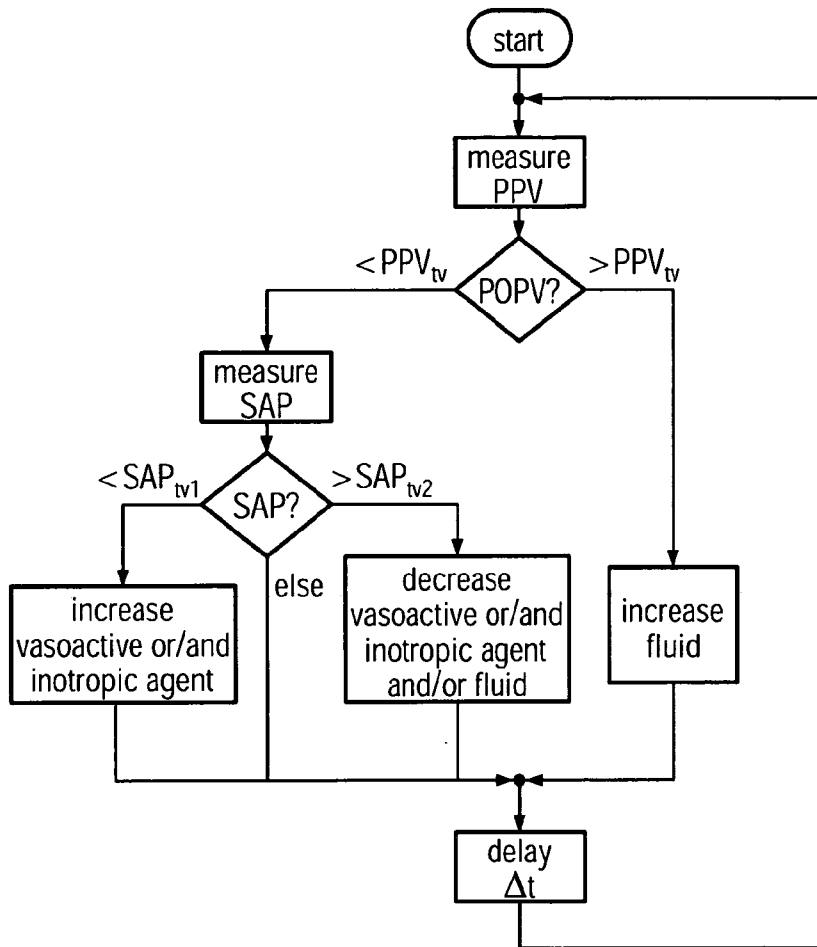 start
measure
PPV
< PPVtv
POPV?
> PPVtv
measure
SAP
< SAPtv1
SAP?
> SAPtv2
else
increase
vasoactive or/and
inotropic agent
decrease
vasoactive or/and
inotropic agent
and/or fluid
increase
fluid
delay
Δt